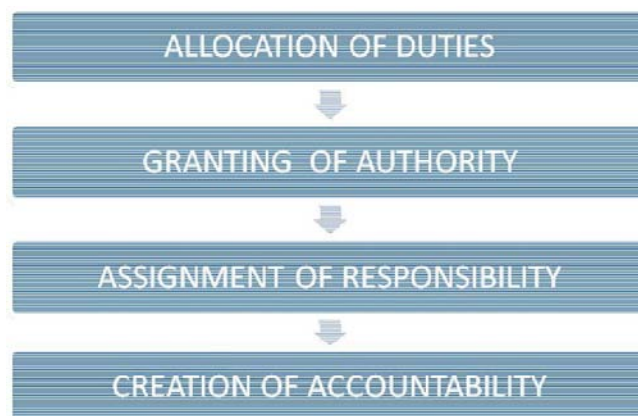 ALLOCATION OF DUTIES
GRANTING OF AUTHORITY
ASSIGNMENT OF RESPONSIBILITY
CREATION OF ACCOUNTABILITY